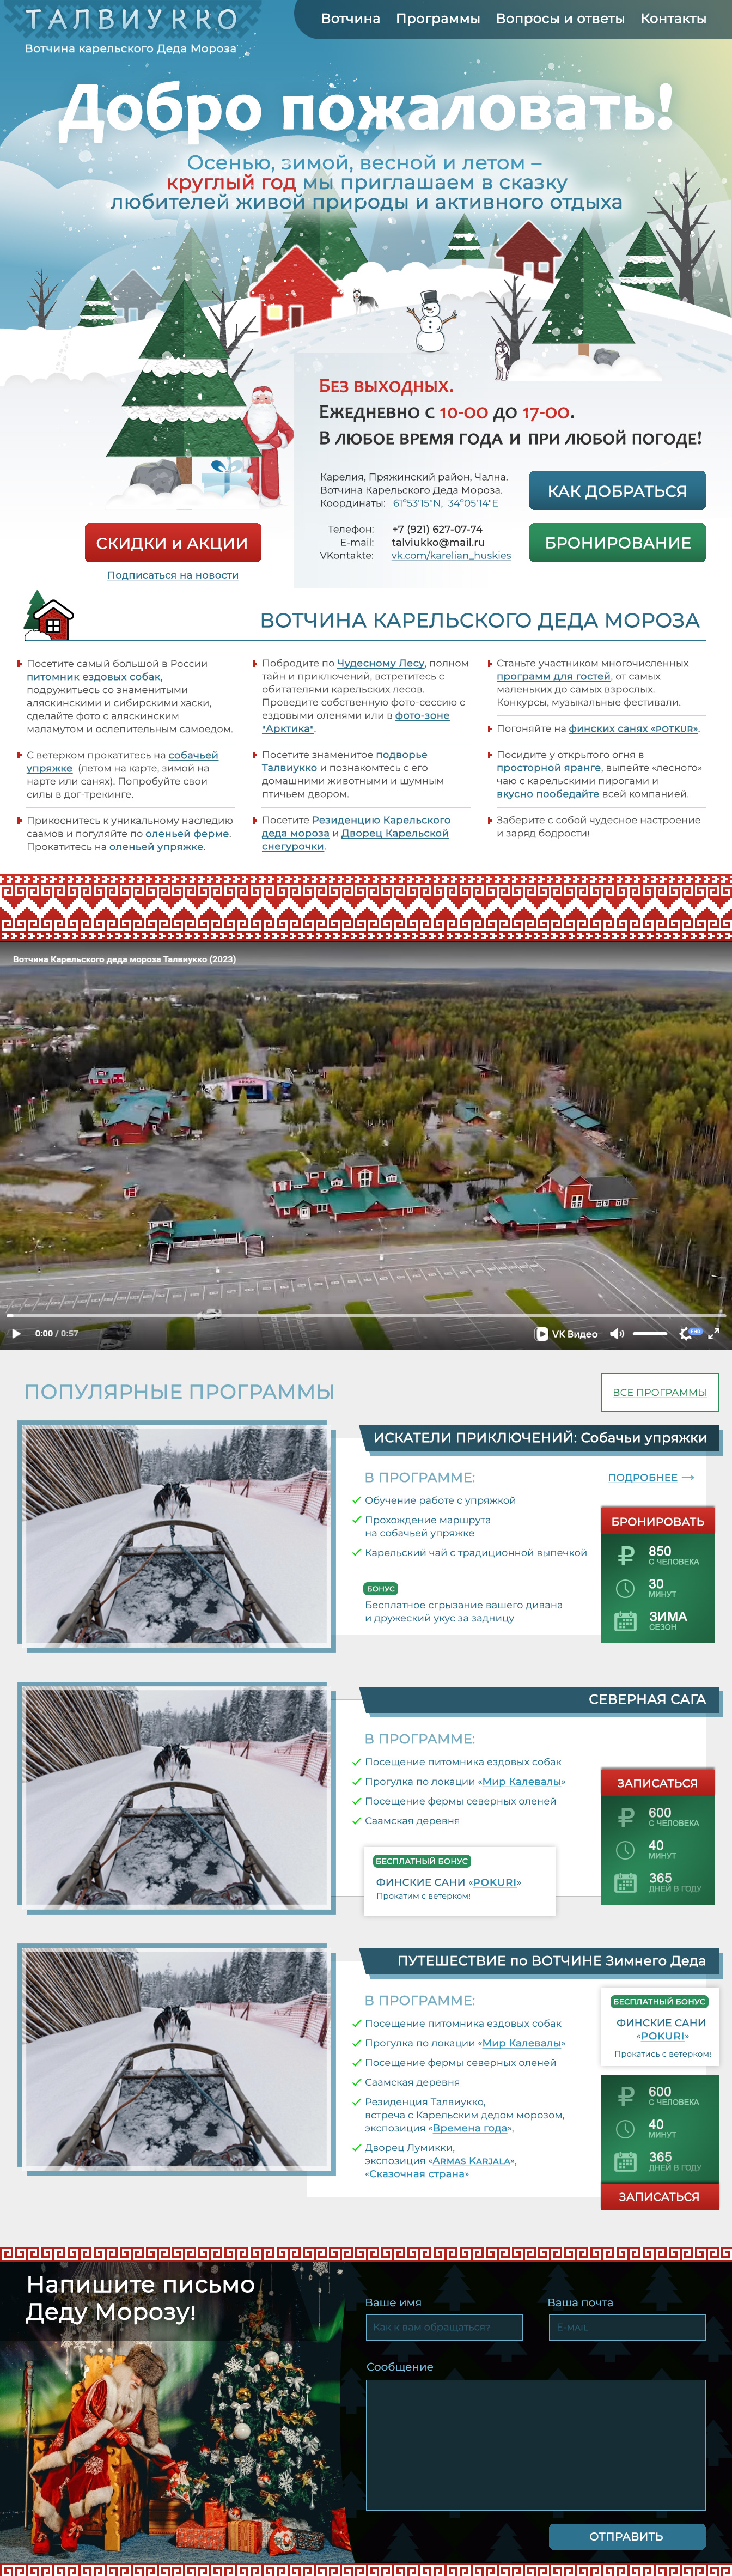 ТАЛВИУККО
Вотчина карельского Деда Мороза
Вотчина Программы Вопросы и ответы Контакты
Добро пожаловать!
Осенью, зимой, весной и летом –
круглый год мы приглашаем в сказку
любителей живой природы и активного отдыха
Без выходных.
Ежедневно с 10-00 до 17-00.
В любое время года и при любой погоде!
Карелия, Пряжинский район, Чална.
Вотчина Карельского Деда Мороза.
Координаты: 61°53'15"N, 34°05'14"E
КАК ДОБРАТЬСЯ
Телефон: +7 (921) 627-07-74
E-mail: talviukko@mail.ru
VKontakte: vk.com/karelian_huskies
БРОНИРОВАНИЕ
СКИДКИ и АКЦИИ
Подписаться на новости
ВОТЧИНА КАРЕЛЬСКОГО ДЕДА МОРОЗА
Посетите самый большой в России
питомник ездовых собак,
подружитесь со знаменитыми
аляскинскими и сибирскими хаски,
сделайте фото с аляскинским
маламутом и ослепительным самоедом.
С ветерком прокатитесь на собачьей
упряжке (летом на карте, зимой на
нарте или санях). Попробуйте свои
силы в дог-трекинге.
Прикоснитесь к уникальному наследию
саамов и погуляйте по оленьей ферме.
Прокатитесь на оленьей упряжке.
Побродите по Чудесному Лесу, полном
тайн и приключений, встретитесь с
обитателями карельских лесов.
Проведите собственную фото-сессию с
ездовыми оленями или в фото-зоне
"Арктика".
Посетите знаменитое подворье
Талвиукко и познакомтесь с его
домашними животными и шумным
птичьем двором.
Посетите Резиденцию Карельского
деда мороза и Дворец Карельской
снегурочки.
Станьте участником многочисленных
программ для гостей, от самых
маленьких до самых взрослых.
Конкурсы, музыкальные фестивали.
Погоняйте на финских санях «POTKUR».
Посидите у открытого огня в
просторной яранге, выпейте «лесного»
чаю с карельскими пирогами и
вкусно пообедайте всей компанией.
Заберите с собой чудесное настроение
и заряд бодрости!
Вотчина Карельского деда мороза Талвиукко (2023)
0:00 / 0:57
VK Видео
FHD
ПОПУЛЯРНЫЕ ПРОГРАММЫ
ВСЕ ПРОГРАММЫ
ИСКАТЕЛИ ПРИКЛЮЧЕНИЙ: Собачьи упряжки
В ПРОГРАММЕ:
ПОДРОБНЕЕ →
Обучение работе с упряжкой
Прохождение маршрута
на собачьей упряжке
Карельский чай с традиционной выпечкой
БОНУС
Бесплатное сгрызание вашего дивана
и дружеский укус за задницу
БРОНИРОВАТЬ
850
С ЧЕЛОВЕКА
30
МИНУТ
ЗИМА
СЕЗОН
СЕВЕРНАЯ САГА
В ПРОГРАММЕ:
Посещение питомника ездовых собак
Прогулка по локации «Мир Калевалы»
Посещение фермы северных оленей
Саамская деревня
БЕСПЛАТНЫЙ БОНУС
ФИНСКИЕ САНИ «POKURI»
Прокатим с ветерком!
ЗАПИСАТЬСЯ
600
С ЧЕЛОВЕКА
40
МИНУТ
365
ДНЕЙ В ГОДУ
ПУТЕШЕСТВИЕ по ВОТЧИНЕ Зимнего Деда
В ПРОГРАММЕ:
Посещение питомника ездовых собак
Прогулка по локации «Мир Калевалы»
Посещение фермы северных оленей
Саамская деревня
Резиденция Талвиукко,
встреча с Карельским дедом морозом,
экспозиция «Времена года»,
Дворец Лумикки,
экспозиция «Armas Karjala»,
«Сказочная страна»
БЕСПЛАТНЫЙ БОНУС
ФИНСКИЕ САНИ
«POKURI»
Прокатись с ветерком!
600
С ЧЕЛОВЕКА
40
МИНУТ
365
ДНЕЙ В ГОДУ
ЗАПИСАТЬСЯ
Напишите письмо
Деду Морозу!
Ваше имя
Ваша почта
Как к вам обращаться?
E-mail
Сообщение
ОТПРАВИТЬ